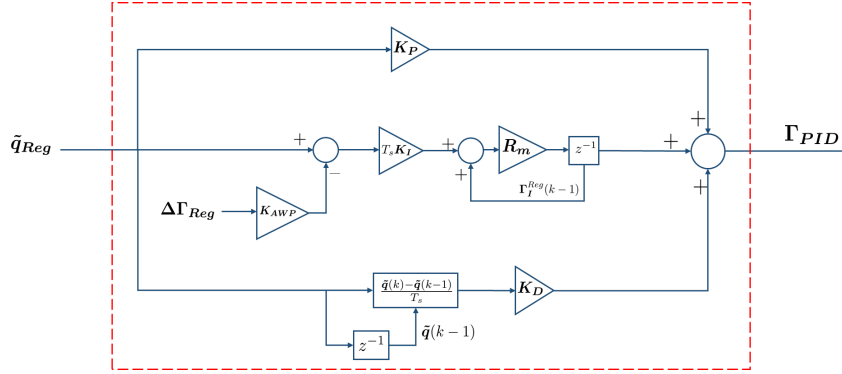 K_P
+
q̃_Reg
+
−
T_s K_I
+
+
R_m
z^{-1}
+
+
Γ_PID
Γ_I^{Reg}(k−1)
ΔΓ_Reg
K_AWP
q̃(k)−q̃(k−1)
T_s
K_D
z^{-1}
q̃(k−1)